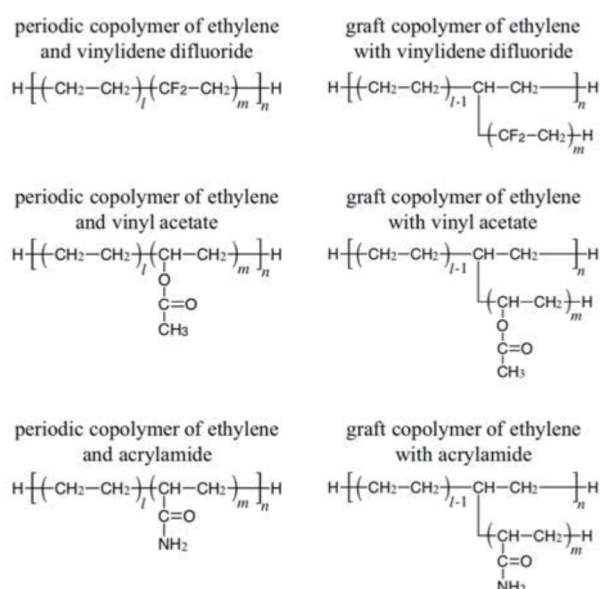 periodic copolymer of ethylene
and vinylidene difluoride
H[(CH2−CH2)l(CF2−CH2)m]nH
graft copolymer of ethylene
with vinylidene difluoride
H[(CH2−CH2)l-1CH−CH2]nH
(CF2−CH2)mH
periodic copolymer of ethylene
and vinyl acetate
H[(CH2−CH2)l(CH−CH2)m]nH
O
C=O
CH3
graft copolymer of ethylene
with vinyl acetate
H[(CH2−CH2)l-1CH−CH2]nH
(CH−CH2)mH
O
C=O
CH3
periodic copolymer of ethylene
and acrylamide
H[(CH2−CH2)l(CH−CH2)m]nH
C=O
NH2
graft copolymer of ethylene
with acrylamide
H[(CH2−CH2)l-1CH−CH2]nH
(CH−CH2)mH
C=O
NH2